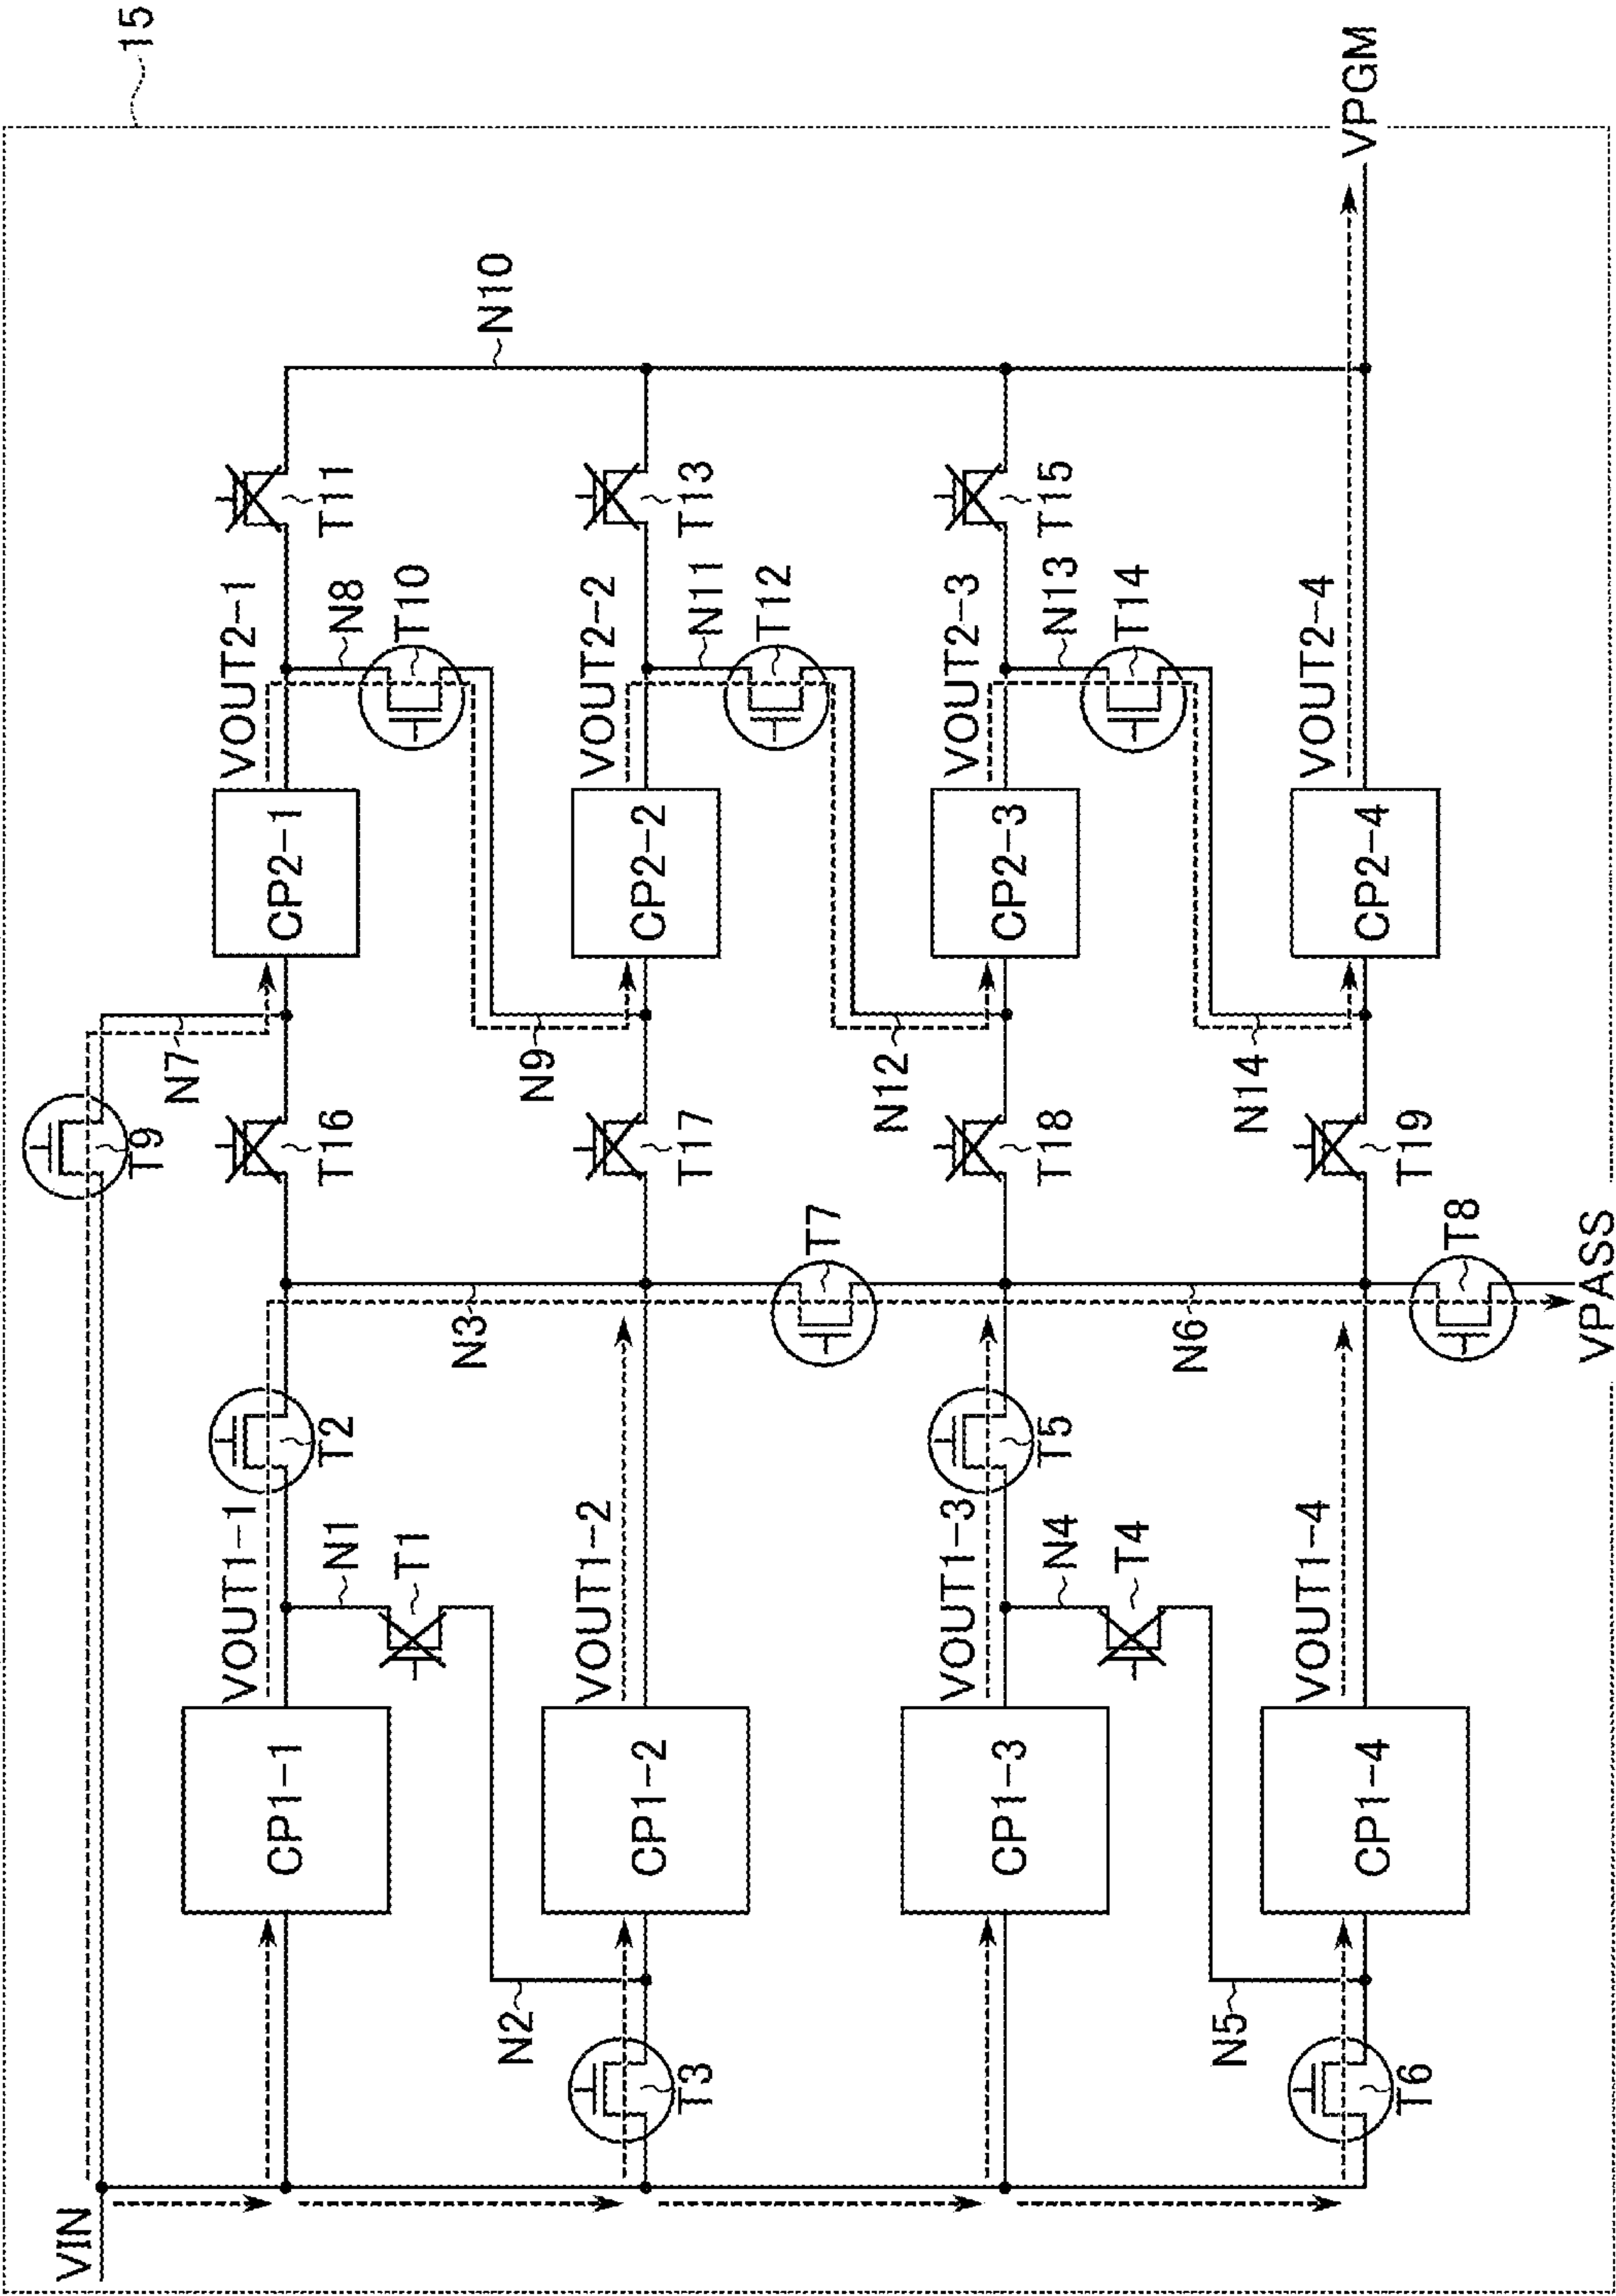 15
VIN
T9
N7
VPGM
CP1-1
VOUT1-1
T2
T16
CP2-1
VOUT2-1
T11
N10
N1
T1
N8
T10
N2
N3
N9
T3
CP1-2
VOUT1-2
T17
CP2-2
VOUT2-2
T13
N11
T12
T7
N12
CP1-3
VOUT1-3
T5
T18
CP2-3
VOUT2-3
T15
N4
T4
N13
T14
N5
N6
N14
T6
CP1-4
VOUT1-4
T19
CP2-4
VOUT2-4
T8
VPASS